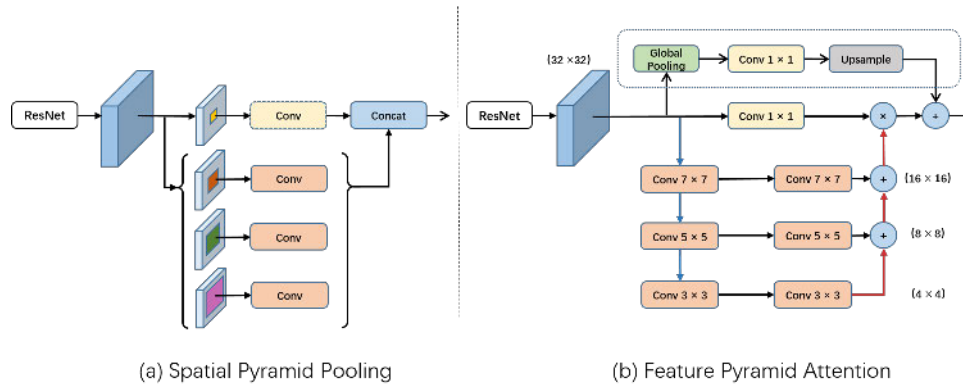 ResNet
Conv
Concat
Conv
Conv
Conv
(a) Spatial Pyramid Pooling
(32×32)
Global
Pooling
Conv 1 × 1
Upsample
ResNet
Conv 1 × 1
×
+
Conv 7 × 7
Conv 7 × 7
+
(16 × 16)
Conv 5 × 5
Conv 5 × 5
+
(8 × 8)
Conv 3 × 3
Conv 3 × 3
(4 × 4)
(b) Feature Pyramid Attention